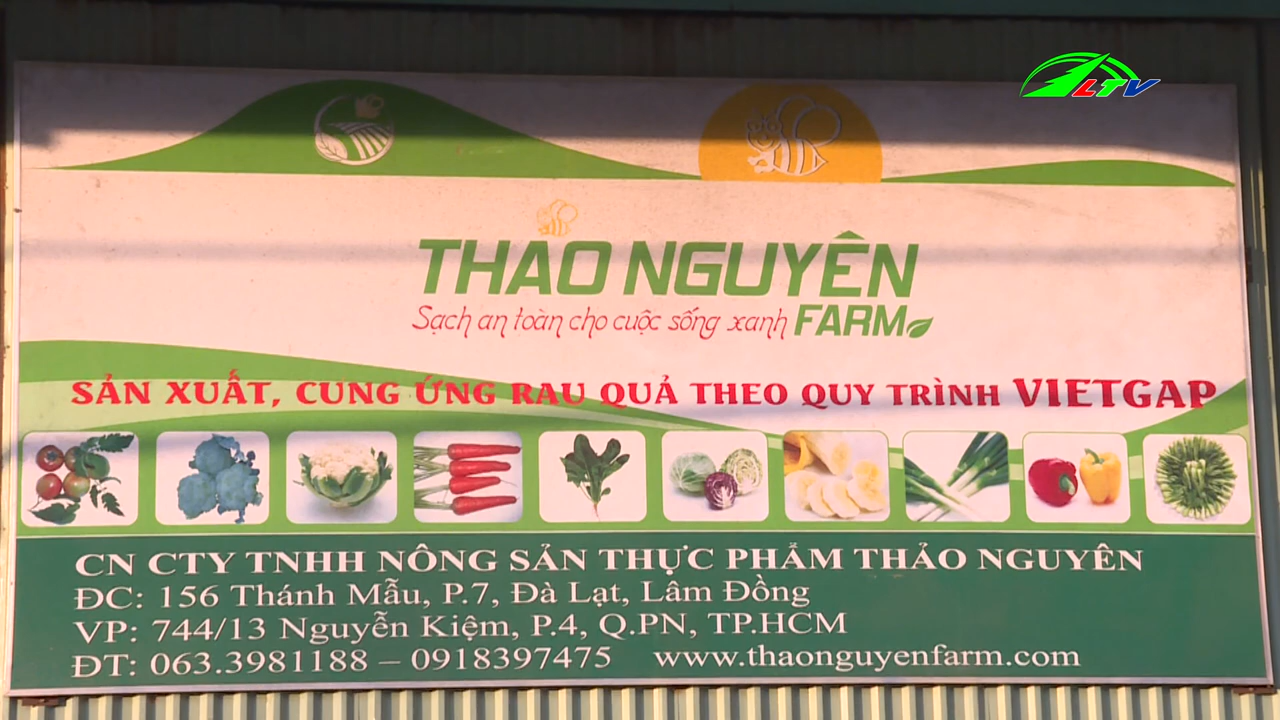 LTV
THẢO NGUYÊN
Sạch an toàn cho cuộc sống xanh FARM
SẢN XUẤT, CUNG ỨNG RAU QUẢ THEO QUY TRÌNH VIETGAP
CN CTY TNHH NÔNG SẢN THỰC PHẨM THẢO NGUYÊN
ĐC: 156 Thánh Mẫu, P.7, Đà Lạt, Lâm Đồng
VP: 744/13 Nguyễn Kiệm, P.4, Q.PN, TP.HCM
ĐT: 063.3981188 – 0918397475 www.thaonguyenfarm.com